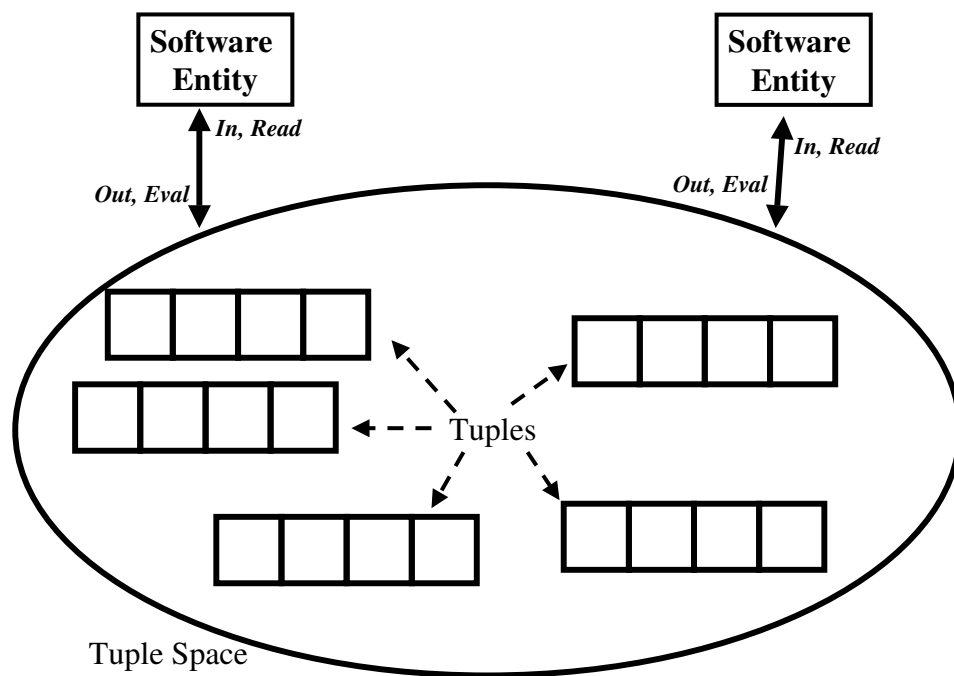 Software
Entity
Software
Entity
In, Read
In, Read
Out, Eval
Out, Eval
Tuples
Tuple Space